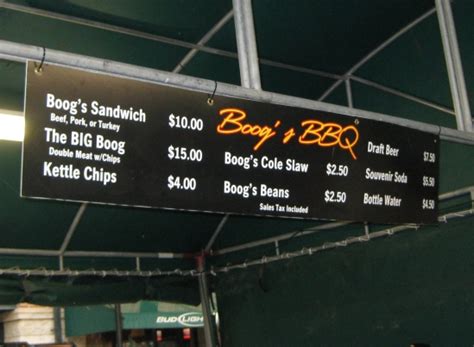 Boog's BBQ
Boog's Sandwich $10.00
Beef, Pork, or Turkey
The BIG Boog $15.00
Double Meat w/Chips
Kettle Chips $4.00
Boog's Cole Slaw $2.50
Boog's Beans $2.50
Sales Tax Included
Draft Beer $7.50
Souvenir Soda $5.50
Bottle Water $4.50
BUD LIGHT